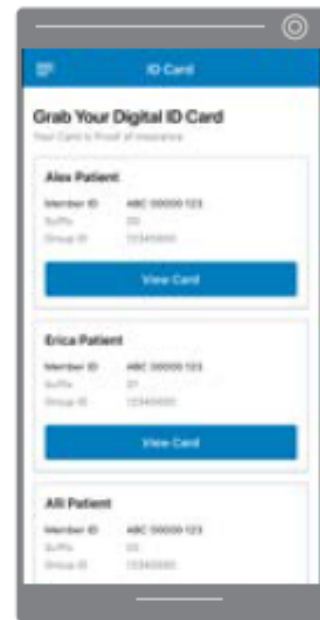 ID Card
Grab Your Digital ID Card
Your Card is Proof of Insurance
Alex Patient
Member ID ABC 00000 123
Suffix
Group ID
View Card
Erica Patient
Member ID ABC 00000 123
Suffix
Group ID
View Card
Alli Patient
Member ID ABC 00000 123
Suffix
Group ID